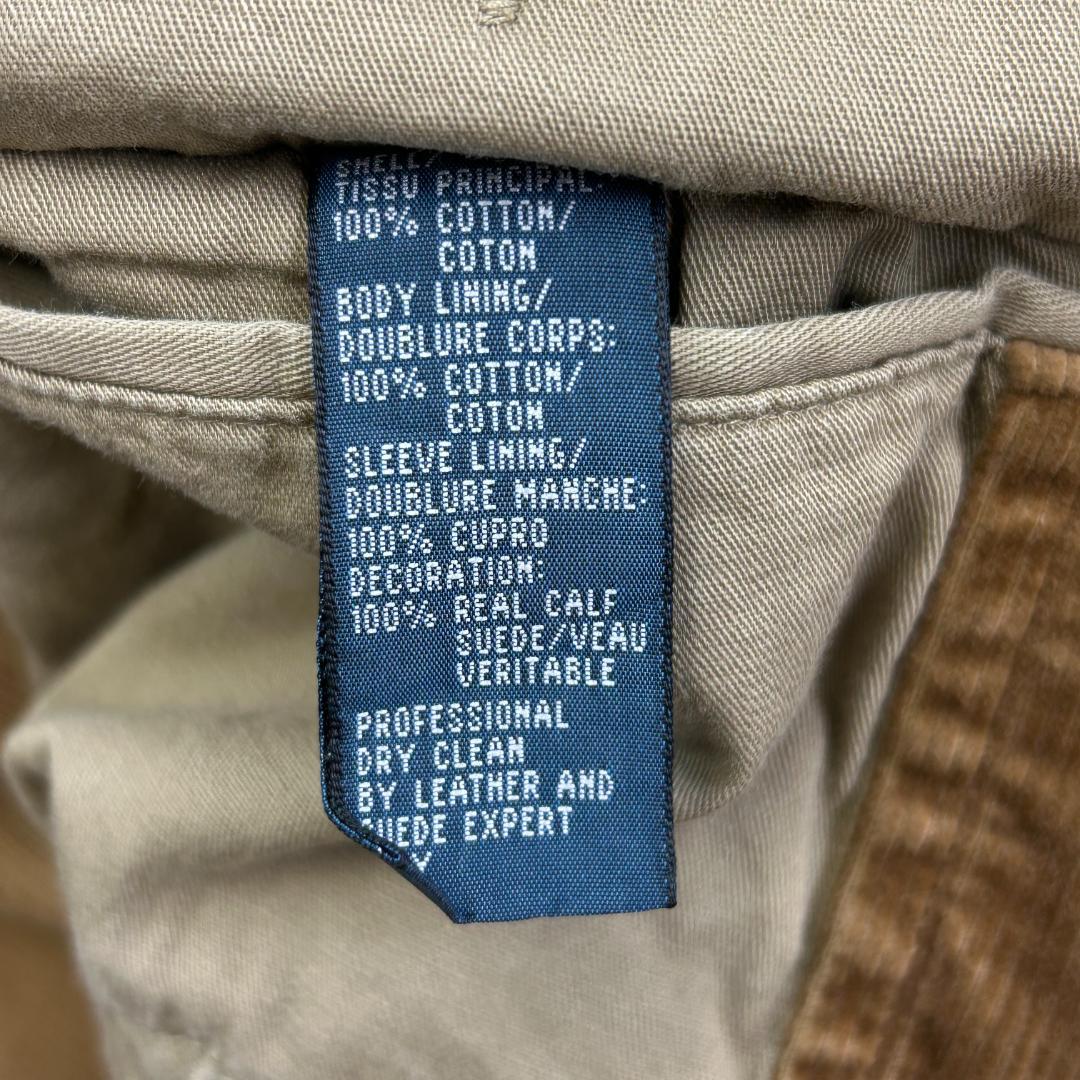 SHELL/
TISSU PRINCIPAL:
100% COTTON/
COTON
BODY LINING/
DOUBLURE CORPS:
100% COTTON/
COTON
SLEEVE LINING/
DOUBLURE MANCHE:
100% CUPRO
DECORATION:
100% REAL CALF
SUEDE/VEAU
VERITABLE
PROFESSIONAL
DRY CLEAN
BY LEATHER AND
SUEDE EXPERT